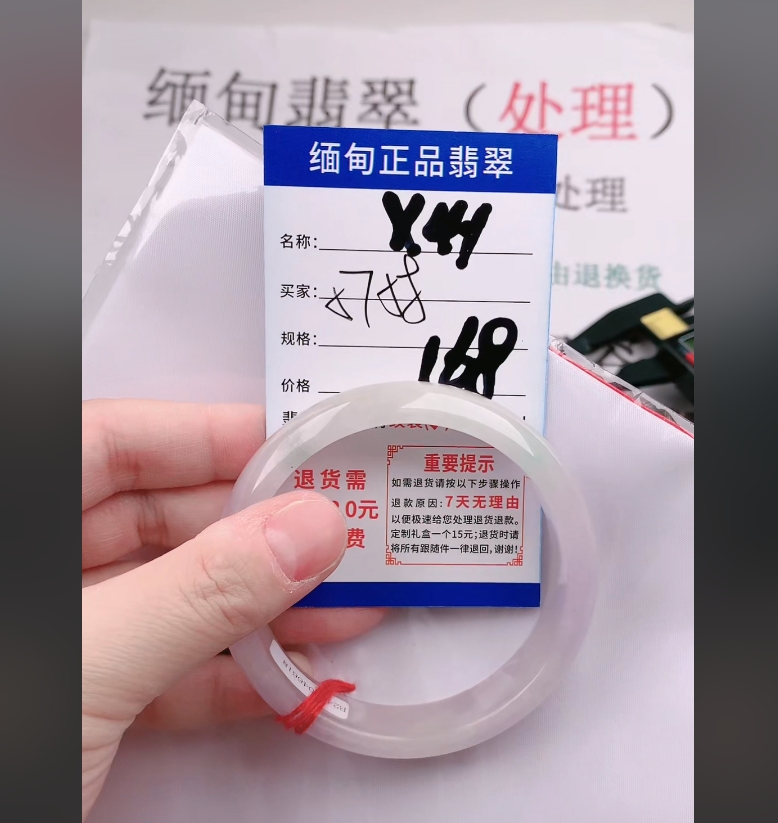 缅甸翡翠（处理）
处理
由退换货
缅甸正品翡翠
名称：X.44
买家：
规格：
价格 168
退货需
0元
费
重要提示
如需退货请按以下步骤操作
退款原因：7天无理由
以便极速给您处理退货退款。
定制礼盒一个15元；退货时请
将所有跟随件一律退回，谢谢！